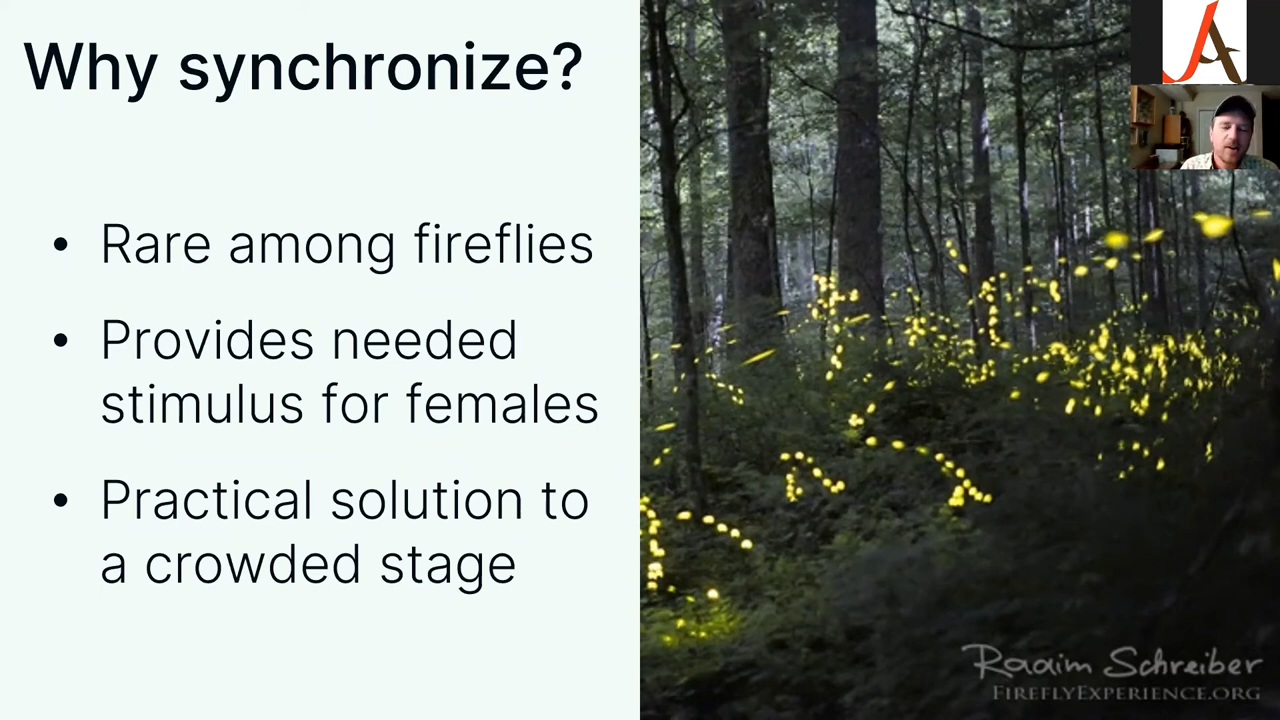 Why synchronize?
• Rare among fireflies
• Provides needed
stimulus for females
• Practical solution to
a crowded stage
Radim Schreiber
FireflyExperience.org